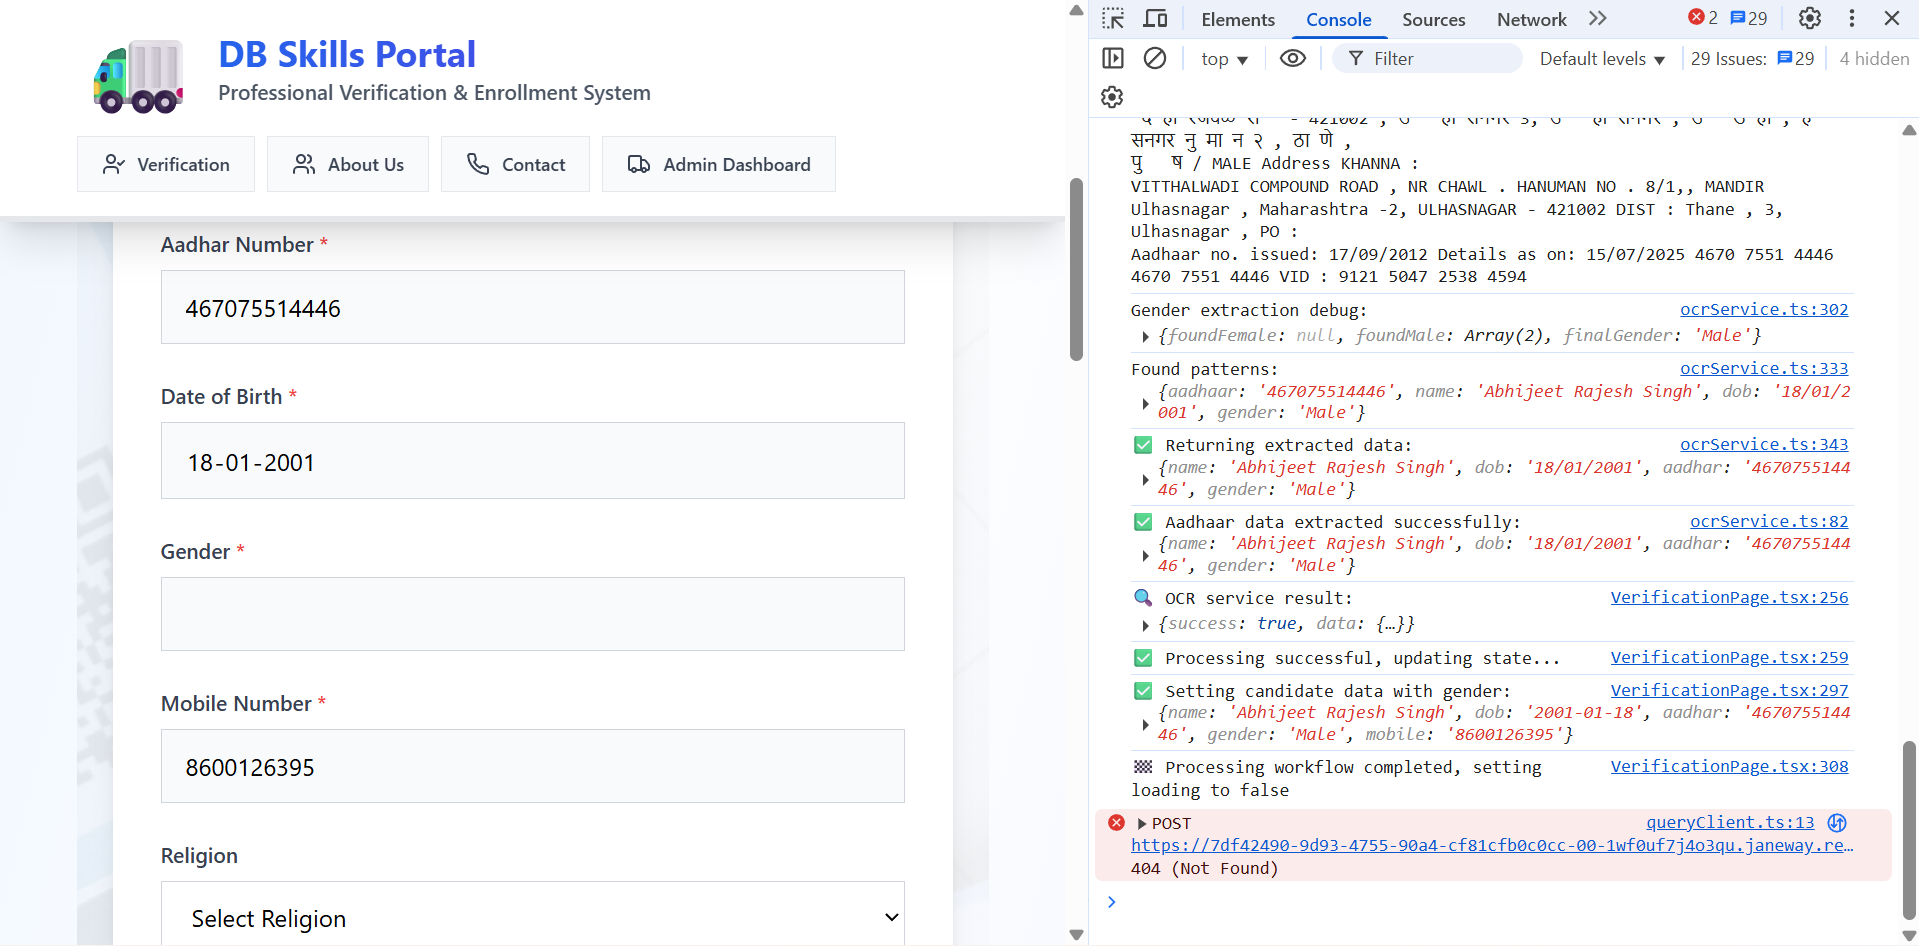 DB Skills Portal
Professional Verification & Enrollment System
Verification
About Us
Contact
Admin Dashboard
Aadhar Number *
467075514446
Date of Birth *
18-01-2001
Gender *
Mobile Number *
8600126395
Religion
Select Religion
Elements
Console
Sources
Network
2
29
top
Filter
Default levels
29 Issues:
29
4 hidden
सनगर नु मा न २ , ठा णे ,
पु ष / MALE Address KHANNA :
VITTHALWADI COMPOUND ROAD , NR CHAWL . HANUMAN NO . 8/1,, MANDIR
Ulhasnagar , Maharashtra -2, ULHASNAGAR - 421002 DIST : Thane , 3,
Ulhasnagar , PO :
Aadhaar no. issued: 17/09/2012 Details as on: 15/07/2025 4670 7551 4446
4670 7551 4446 VID : 9121 5047 2538 4594
Gender extraction debug: ocrService.ts:302
{foundFemale: null, foundMale: Array(2), finalGender: 'Male'}
Found patterns: ocrService.ts:333
{aadhaar: '467075514446', name: 'Abhijeet Rajesh Singh', dob: '18/01/2
001', gender: 'Male'}
✅ Returning extracted data: ocrService.ts:343
{name: 'Abhijeet Rajesh Singh', dob: '18/01/2001', aadhar: '4670755144
46', gender: 'Male'}
✅ Aadhaar data extracted successfully: ocrService.ts:82
{name: 'Abhijeet Rajesh Singh', dob: '18/01/2001', aadhar: '4670755144
46', gender: 'Male'}
🔍 OCR service result: VerificationPage.tsx:256
{success: true, data: {…}}
✅ Processing successful, updating state... VerificationPage.tsx:259
✅ Setting candidate data with gender: VerificationPage.tsx:297
{name: 'Abhijeet Rajesh Singh', dob: '2001-01-18', aadhar: '4670755144
46', gender: 'Male', mobile: '8600126395'}
🏁 Processing workflow completed, setting VerificationPage.tsx:308
loading to false
POST queryClient.ts:13
https://7df42490-9d93-4755-90a4-cf81cfb0c0cc-00-1wf0uf7j4o3qu.janeway.re…
404 (Not Found)